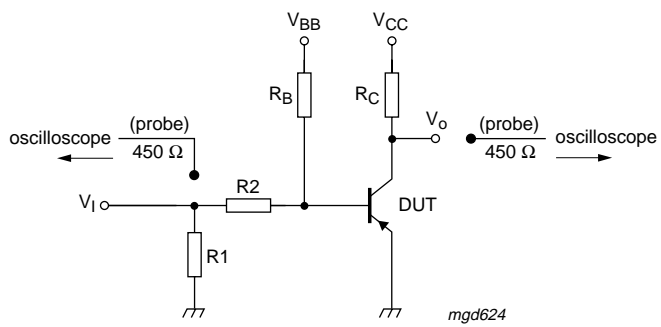 VBB
VCC
RB
RC
(probe)
450 Ω
oscilloscope
Vo
(probe)
450 Ω
oscilloscope
R2
VI
DUT
R1
mgd624